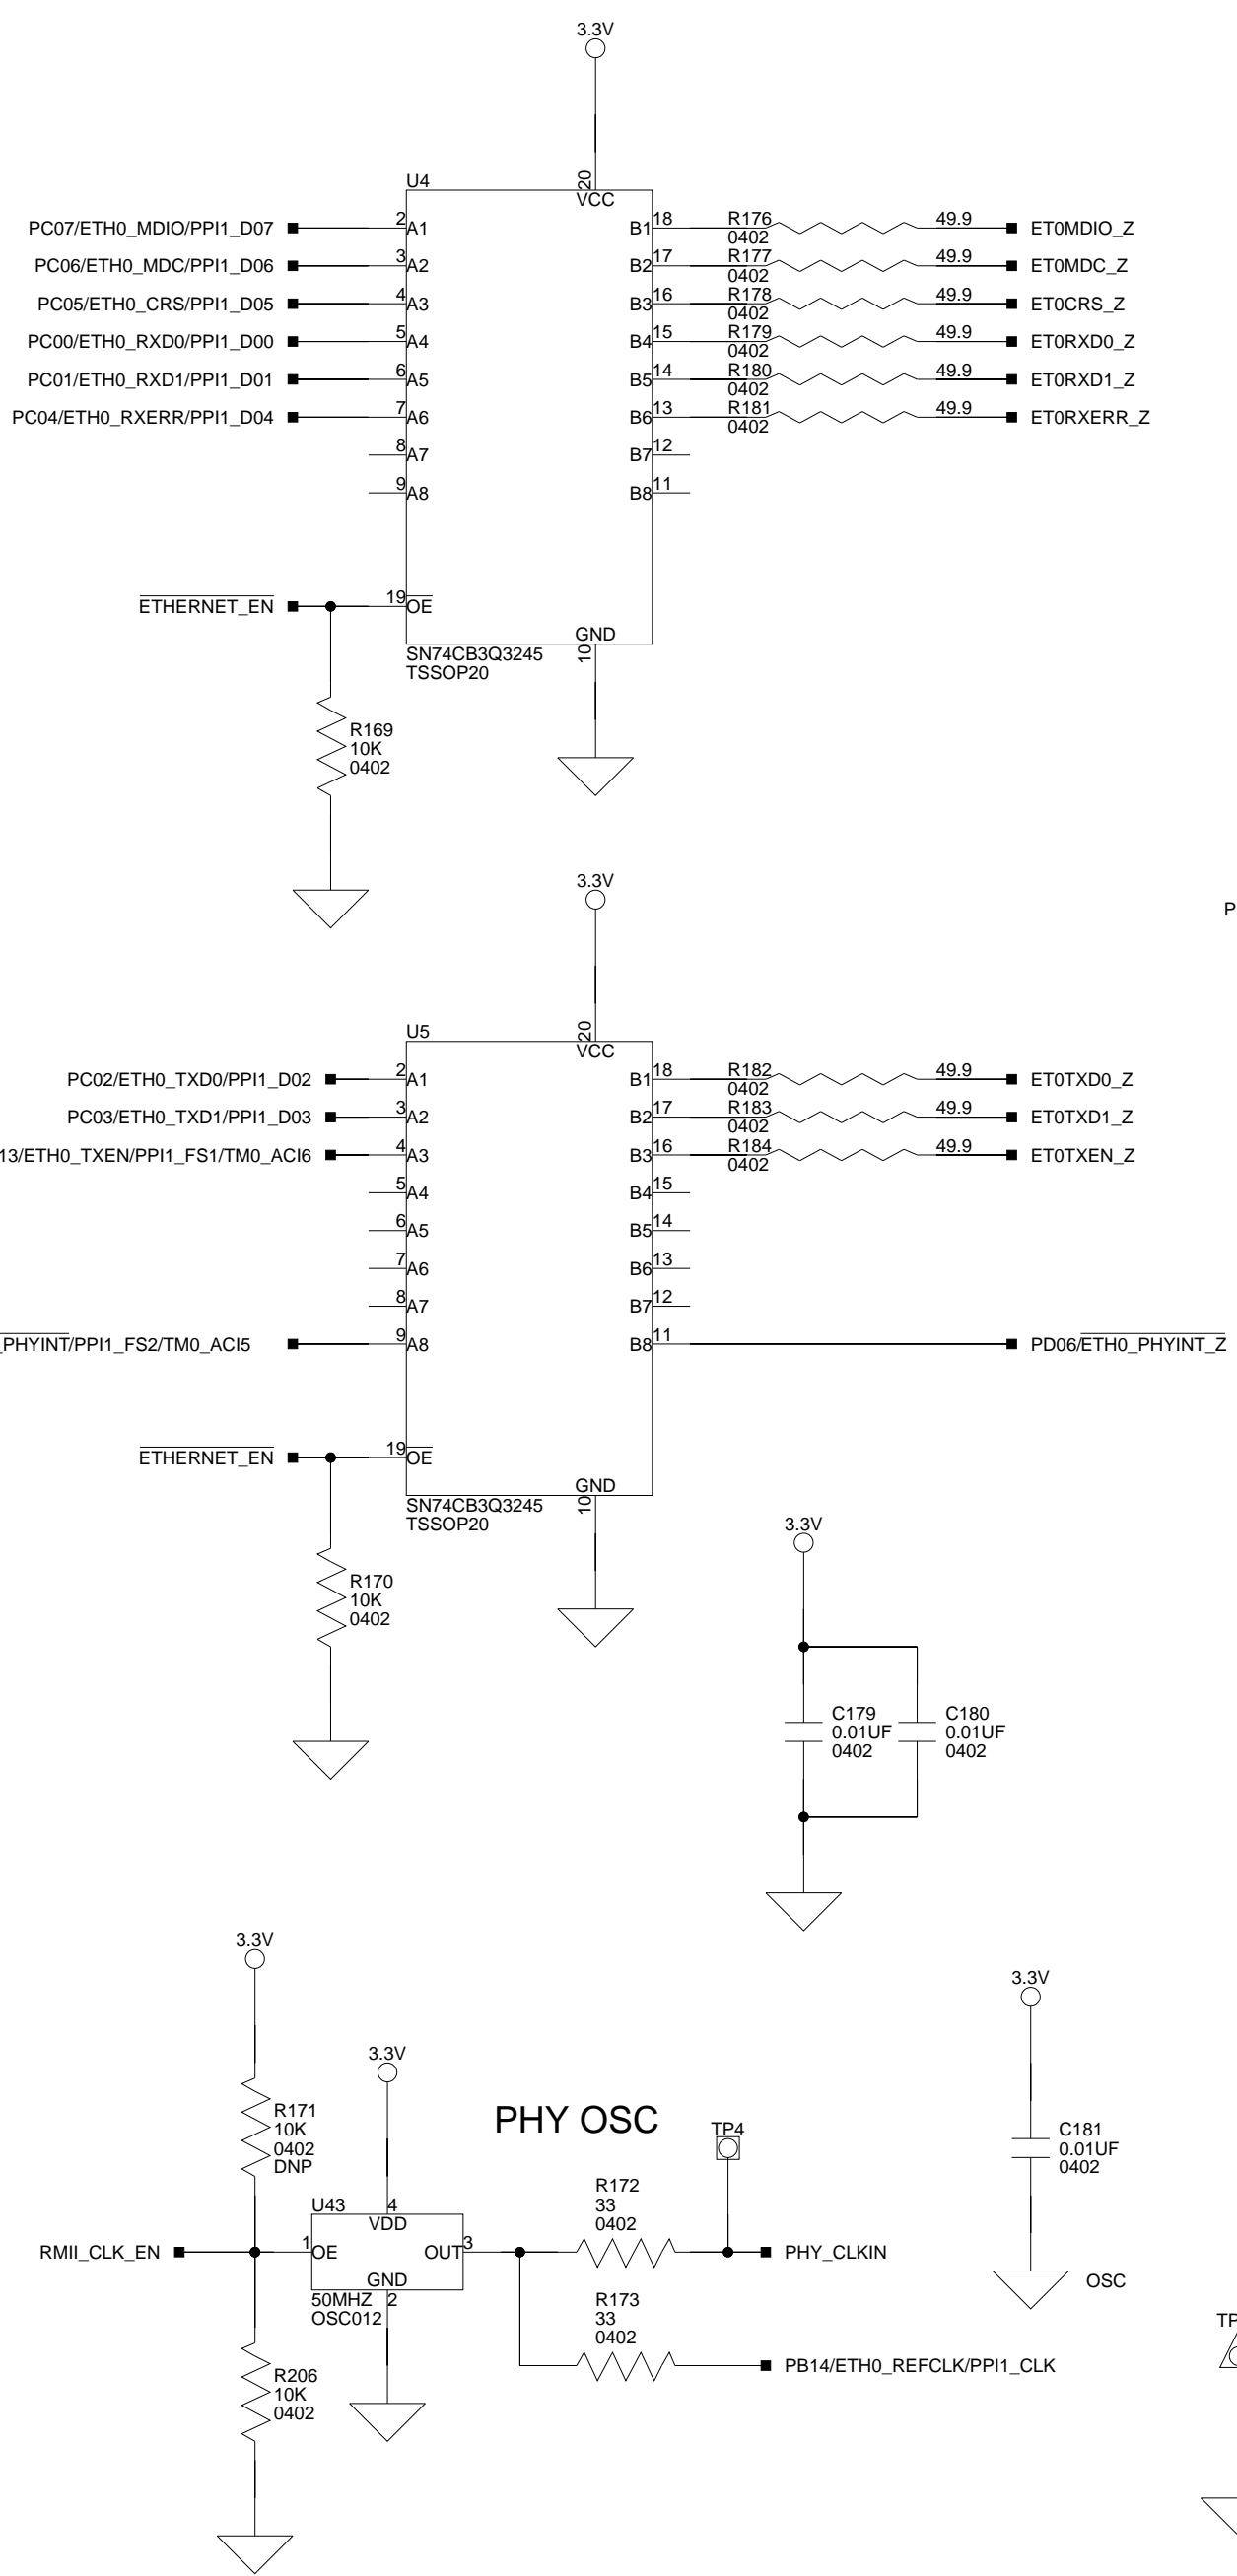 3.3V
U4
20
VCC
PC07/ETH0_MDIO/PPI1_D07 2 A1 B1 18 R176 0402 49.9 ET0MDIO_Z
PC06/ETH0_MDC/PPI1_D06 3 A2 B2 17 R177 0402 49.9 ET0MDC_Z
PC05/ETH0_CRS/PPI1_D05 4 A3 B3 16 R178 0402 49.9 ET0CRS_Z
PC00/ETH0_RXD0/PPI1_D00 5 A4 B4 15 R179 0402 49.9 ET0RXD0_Z
PC01/ETH0_RXD1/PPI1_D01 6 A5 B5 14 R180 0402 49.9 ET0RXD1_Z
PC04/ETH0_RXERR/PPI1_D04 7 A6 B6 13 R181 0402 49.9 ET0RXERR_Z
8 A7 B7 12
9 A8 B8 11
ETHERNET_EN 19 OE
GND
10
SN74CB3Q3245
TSSOP20
R169
10K
0402
3.3V
P
U5
20
VCC
PC02/ETH0_TXD0/PPI1_D02 2 A1 B1 18 R182 0402 49.9 ET0TXD0_Z
PC03/ETH0_TXD1/PPI1_D03 3 A2 B2 17 R183 0402 49.9 ET0TXD1_Z
13/ETH0_TXEN/PPI1_FS1/TM0_ACI6 4 A3 B3 16 R184 0402 49.9 ET0TXEN_Z
5 A4 B4 15
6 A5 B5 14
7 A6 B6 13
8 A7 B7 12
_PHYINT/PPI1_FS2/TM0_ACI5 9 A8 B8 11 PD06/ETH0_PHYINT_Z
ETHERNET_EN 19 OE
GND
10
SN74CB3Q3245
TSSOP20
R170
10K
0402
3.3V
C179
0.01UF
0402
C180
0.01UF
0402
3.3V
R171
10K
0402
DNP
3.3V
PHY OSC
TP4
3.3V
C181
0.01UF
0402
OSC
U43
4
VDD
RMII_CLK_EN 1 OE OUT 3
GND
2
50MHZ
OSC012
R172
33
0402
PHY_CLKIN
R173
33
0402
PB14/ETH0_REFCLK/PPI1_CLK
R206
10K
0402
TP